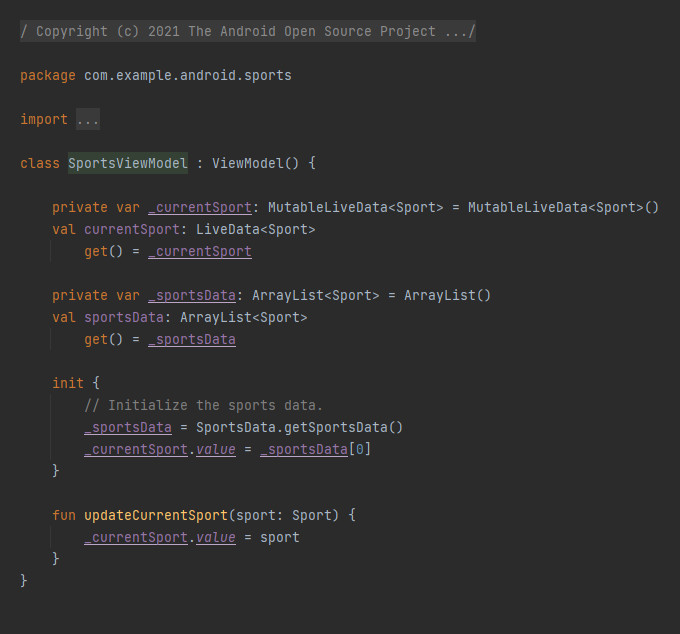 / Copyright (c) 2021 The Android Open Source Project .../
package com.example.android.sports
import ...
class SportsViewModel : ViewModel() {
    private var _currentSport: MutableLiveData<Sport> = MutableLiveData<Sport>()
    val currentSport: LiveData<Sport>
        get() = _currentSport
    private var _sportsData: ArrayList<Sport> = ArrayList()
    val sportsData: ArrayList<Sport>
        get() = _sportsData
    init {
        // Initialize the sports data.
        _sportsData = SportsData.getSportsData()
        _currentSport.value = _sportsData[0]
    }
    fun updateCurrentSport(sport: Sport) {
        _currentSport.value = sport
    }
}